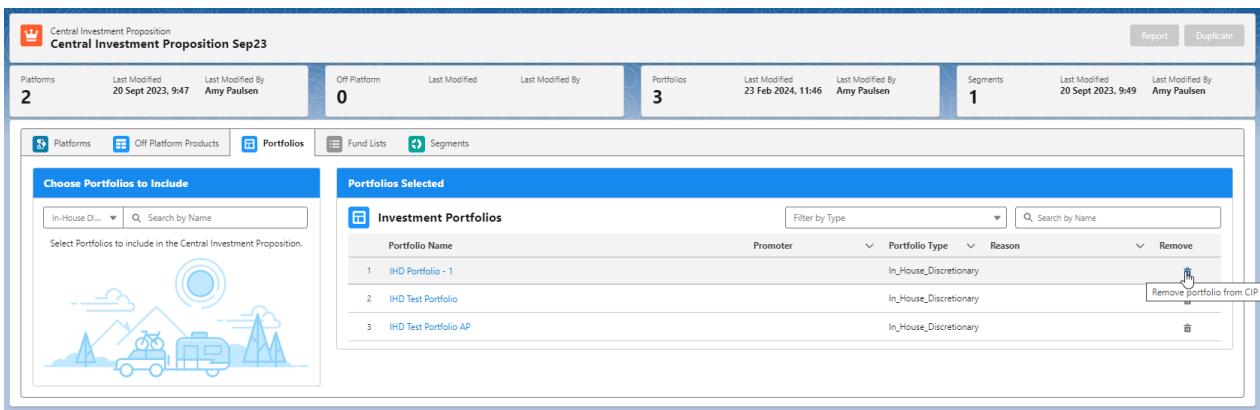 Central Investment Proposition
Central Investment Proposition Sep23
Report Duplicate
Platforms Last Modified Last Modified By
2 20 Sept 2023, 9:47 Amy Paulsen
Off Platform Last Modified Last Modified By
0
Portfolios Last Modified Last Modified By
3 23 Feb 2024, 11:46 Amy Paulsen
Segments Last Modified Last Modified By
1 20 Sept 2023, 9:49 Amy Paulsen
Platforms Off Platform Products Portfolios Fund Lists Segments
Choose Portfolios to Include
In-House Di... Search by Name
Select Portfolios to include in the Central Investment Proposition.
Portfolios Selected
Investment Portfolios Filter by Type Search by Name
Portfolio Name Promoter Portfolio Type Reason Remove
1 IHD Portfolio - 1 In_House_Discretionary
Remove portfolio from CIP
2 IHD Test Portfolio In_House_Discretionary
3 IHD Test Portfolio AP In_House_Discretionary